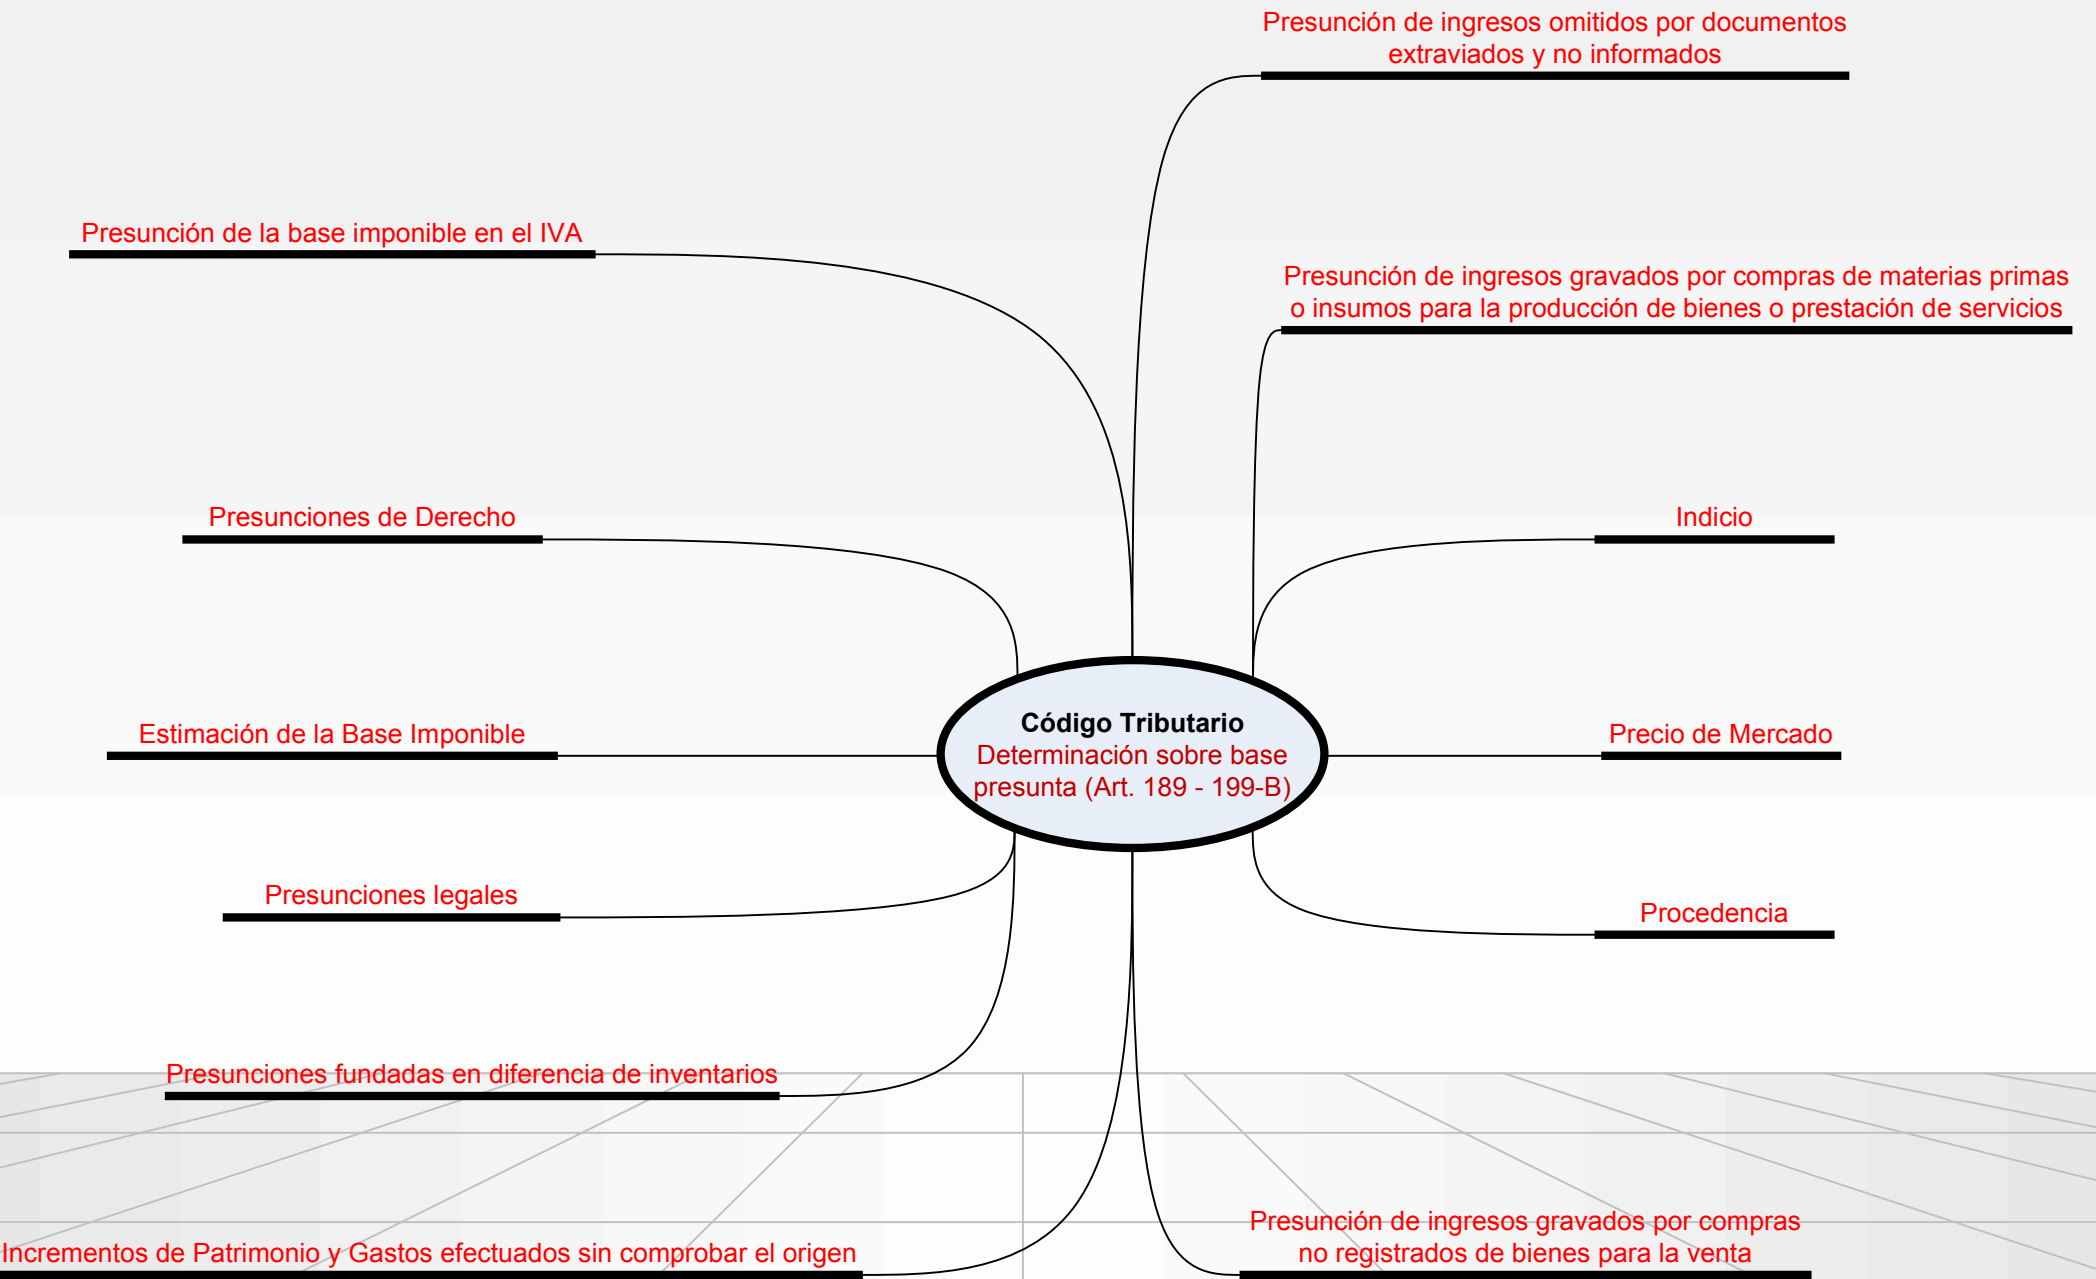 Presunción de ingresos omitidos por documentos
extraviados y no informados
Presunción de la base imponible en el IVA
Presunción de ingresos gravados por compras de materias primas
o insumos para la producción de bienes o prestación de servicios
Presunciones de Derecho
Indicio
Código Tributario
Determinación sobre base
presunta (Art. 189 - 199-B)
Estimación de la Base Imponible
Precio de Mercado
Presunciones legales
Procedencia
Presunciones fundadas en diferencia de inventarios
Presunción de ingresos gravados por compras
no registrados de bienes para la venta
Incrementos de Patrimonio y Gastos efectuados sin comprobar el origen